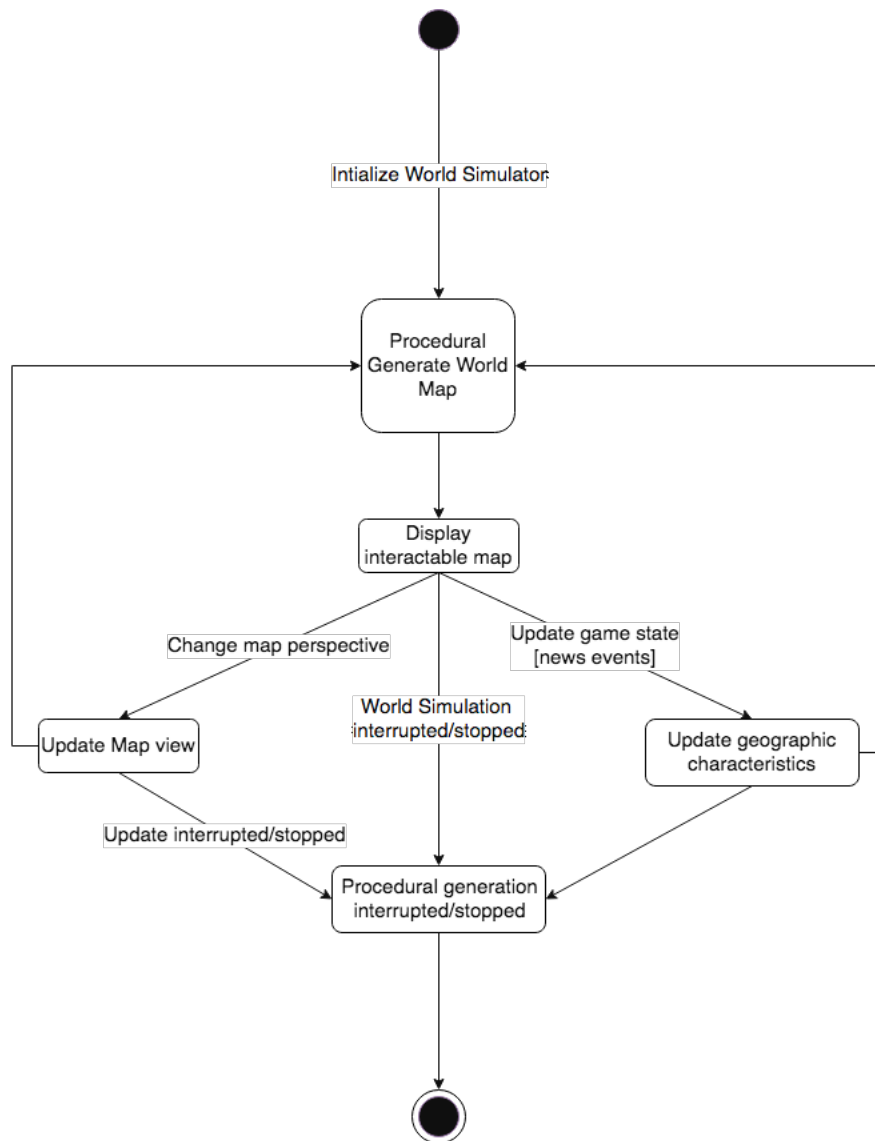 Intialize World Simulator
Procedural
Generate World
Map
Display
interactable map
Change map perspective
Update game state
[news events]
World Simulation
interrupted/stopped
Update Map view
Update geographic
characteristics
Update interrupted/stopped
Procedural generation
interrupted/stopped